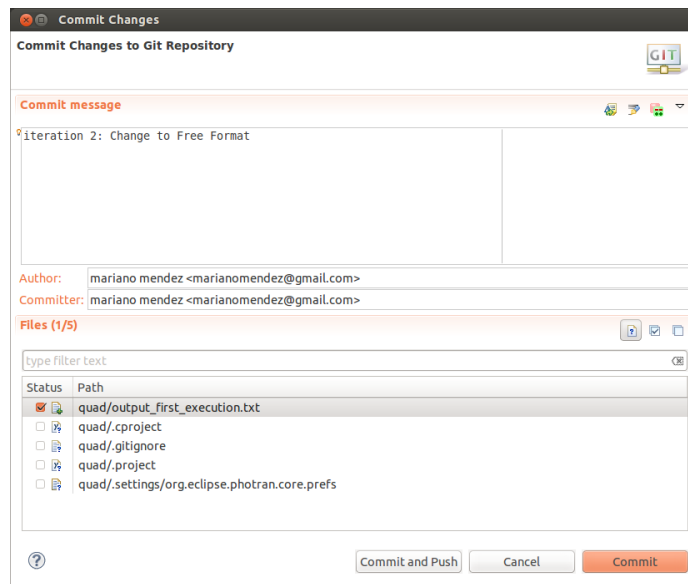 Commit Changes
Commit Changes to Git Repository
GIT
Commit message
iteration 2: Change to Free Format
Author: mariano mendez <marianomendez@gmail.com>
Committer: mariano mendez <marianomendez@gmail.com>
Files (1/5)
type filter text
Status Path
quad/output_first_execution.txt
quad/.cproject
quad/.gitignore
quad/.project
quad/.settings/org.eclipse.photran.core.prefs
Commit and Push Cancel Commit